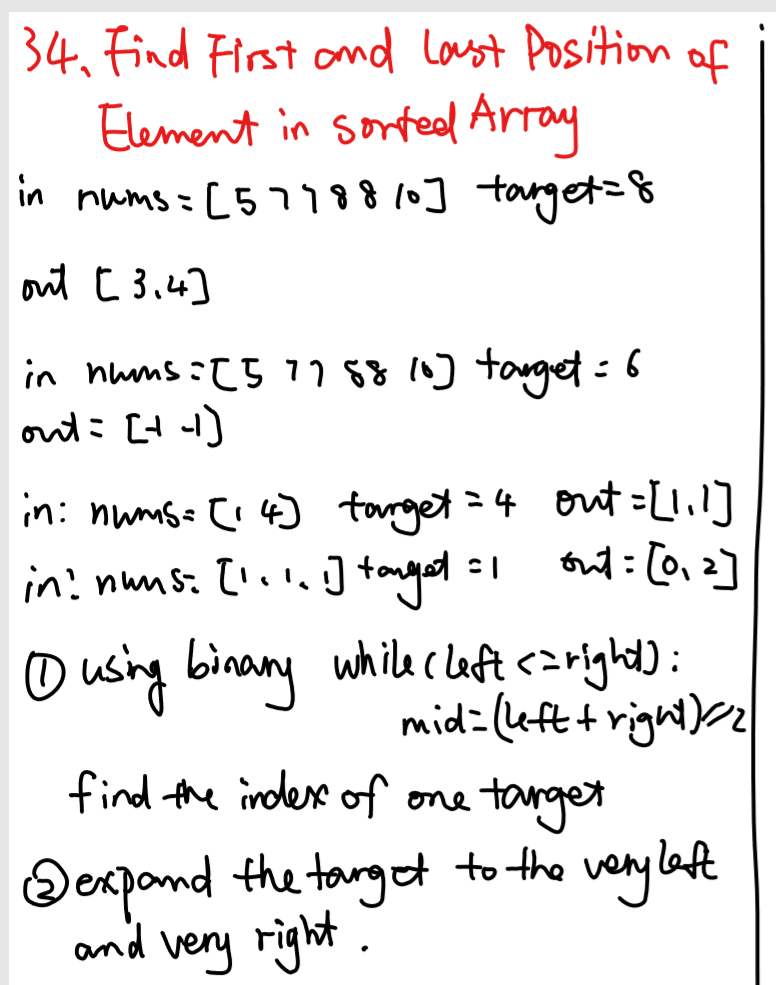 34. Find First and Last Position of
Element in sorted Array
in nums = [5 7 7 8 8 10] target = 8
out [3.4]
in nums = [5 7 7 8 8 10] target = 6
out = [-1 -1]
in: nums = [1 4] target = 4 out = [1,1]
in: nums = [1, 1, 1] target = 1 out = [0, 2]
① using binary while (left <= right):
mid = (left + right)//2
find the index of one target
② expand the target to the very left
and very right.